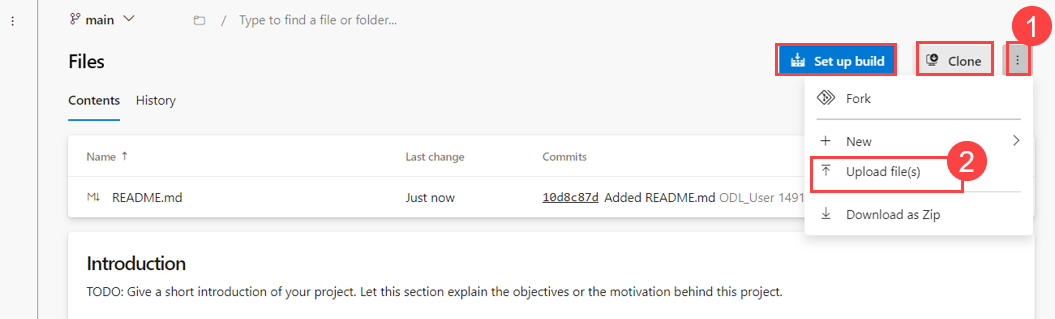 main
/ Type to find a file or folder...
1
Files
Set up build
Clone
Contents
History
Fork
New
Upload file(s)
2
Download as Zip
Name ↑
Last change
Commits
M↓ README.md
Just now
10d8c87d Added README.md ODL_User 1491
Introduction
TODO: Give a short introduction of your project. Let this section explain the objectives or the motivation behind this project.